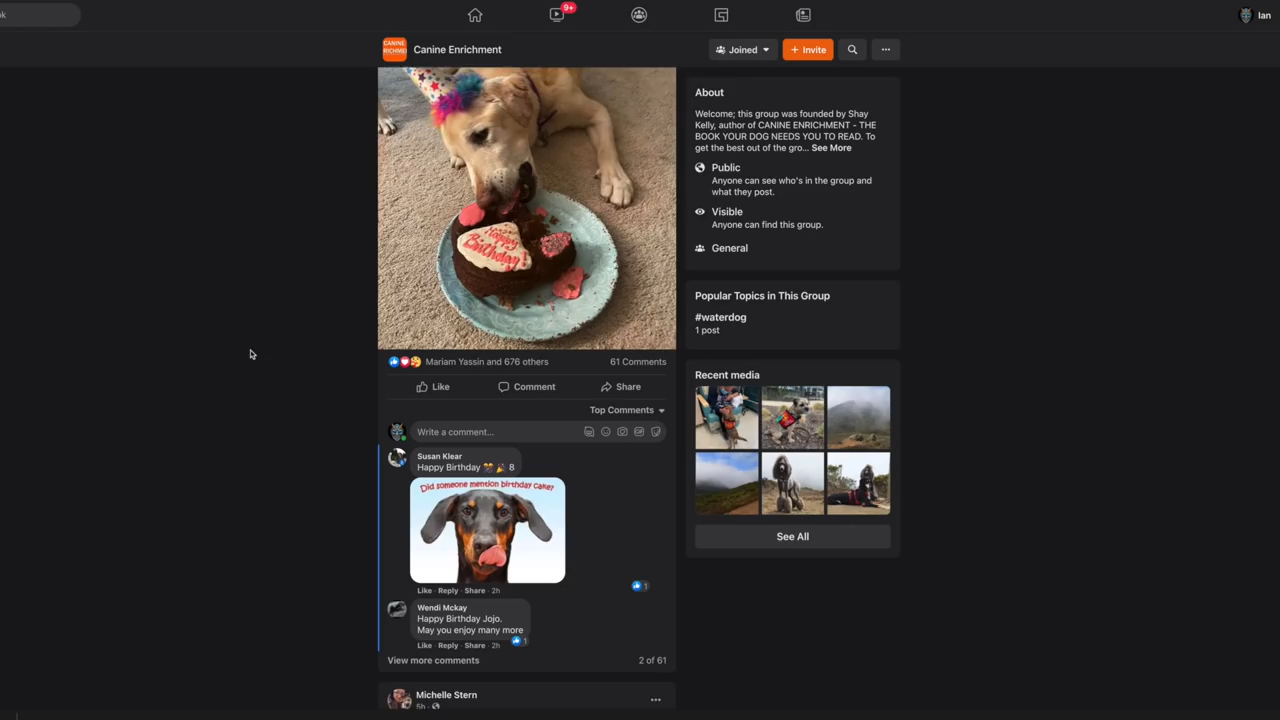 ok
9+
Ian
CANINE
RICHME
Canine Enrichment
Joined
+ Invite
Happy
Birthday!
Mariam Yassin and 676 others
61 Comments
Like
Comment
Share
Top Comments
Write a comment...
GIF
Susan Klear
Happy Birthday 🎊 🎉 8
Did someone mention birthday cake?
1
Like · Reply · Share · 2h
Wendi Mckay
Happy Birthday Jojo.
May you enjoy many more
1
Like · Reply · Share · 2h
View more comments
2 of 61
Michelle Stern
5h ·
About
Welcome; this group was founded by Shay
Kelly, author of CANINE ENRICHMENT - THE
BOOK YOUR DOG NEEDS YOU TO READ. To
get the best out of the gro... See More
Public
Anyone can see who's in the group and
what they post.
Visible
Anyone can find this group.
General
Popular Topics in This Group
#waterdog
1 post
Recent media
See All